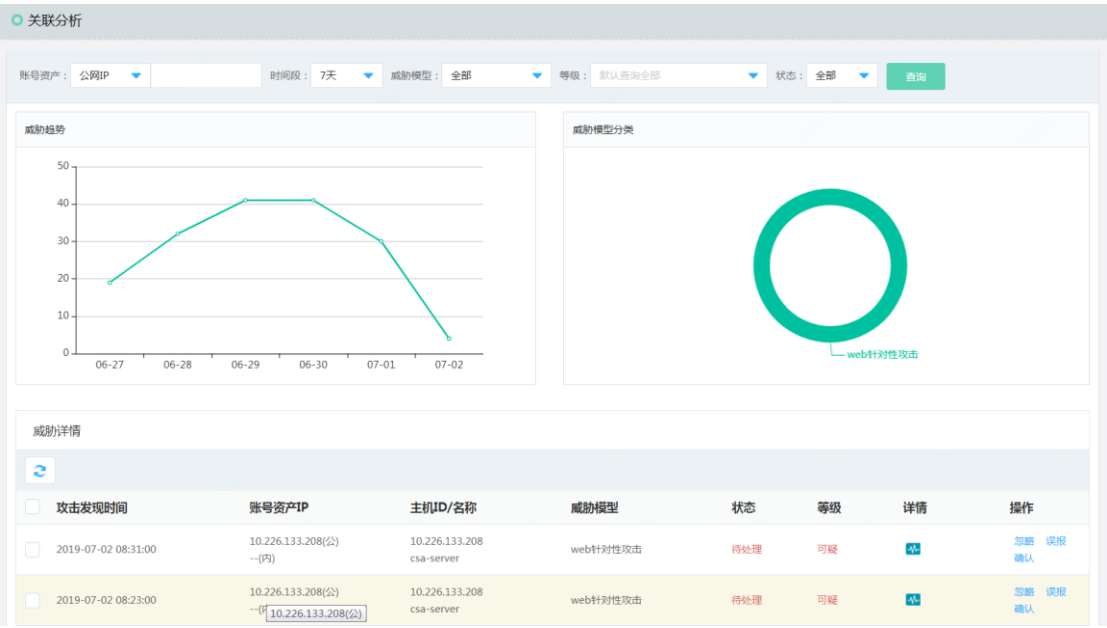 关联分析
账号资产： 公网IP 时间段： 7天 威胁模型： 全部 等级： 默认查询全部 状态： 全部 查询
威胁趋势
50
40
30
20
10
0
06-27 06-28 06-29 06-30 07-01 07-02
威胁模型分类
web针对性攻击
威胁详情
攻击发现时间 账号资产IP 主机ID/名称 威胁模型 状态 等级 详情 操作
2019-07-02 08:31:00 10.226.133.208(公) 10.226.133.208 web针对性攻击 待处理 可疑 忽略 误报
--(内) csa-server 确认
2019-07-02 08:23:00 10.226.133.208(公) 10.226.133.208 web针对性攻击 待处理 可疑 忽略 误报
--( 10.226.133.208(公) csa-server 确认